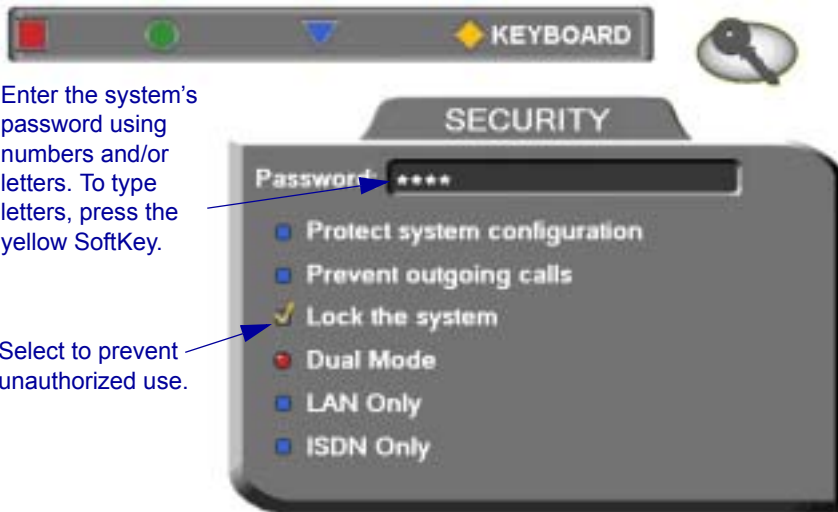 KEYBOARD
Enter the system's
password using
numbers and/or
letters. To type
letters, press the
yellow SoftKey.
SECURITY
Password: ****
Protect system configuration
Prevent outgoing calls
Lock the system
Select to prevent
unauthorized use.
Dual Mode
LAN Only
ISDN Only